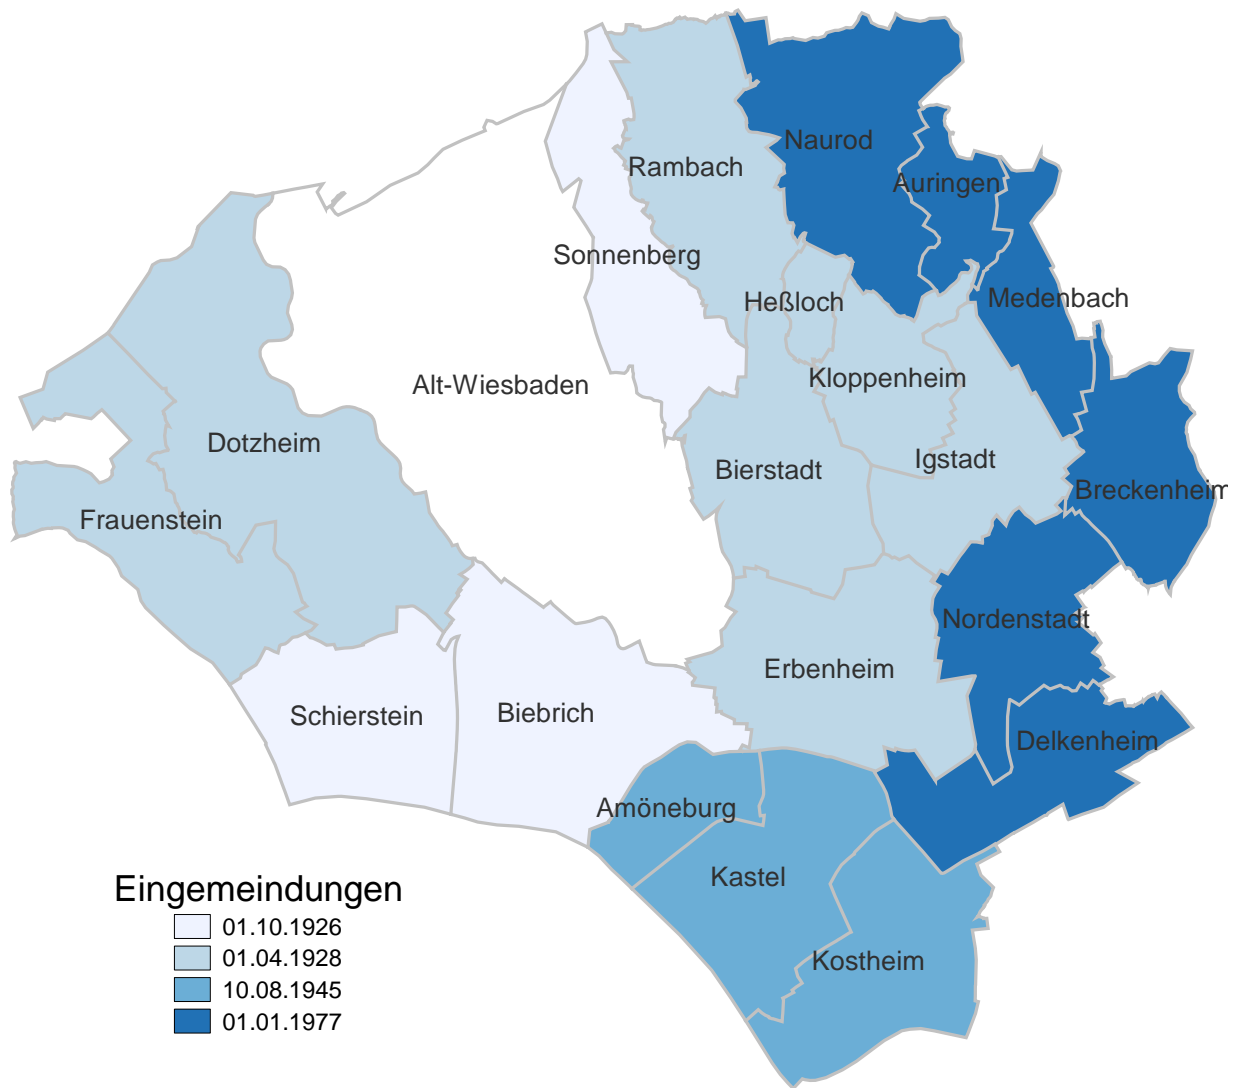 Naurod
Rambach
Auringen
Sonnenberg
Heßloch
Medenbach
Kloppenheim
Alt-Wiesbaden
Dotzheim
Igstadt
Bierstadt
Breckenheim
Frauenstein
Nordenstadt
Erbenheim
Biebrich
Schierstein
Delkenheim
Amöneburg
Kastel
Kostheim
Eingemeindungen
01.10.1926
01.04.1928
10.08.1945
01.01.1977